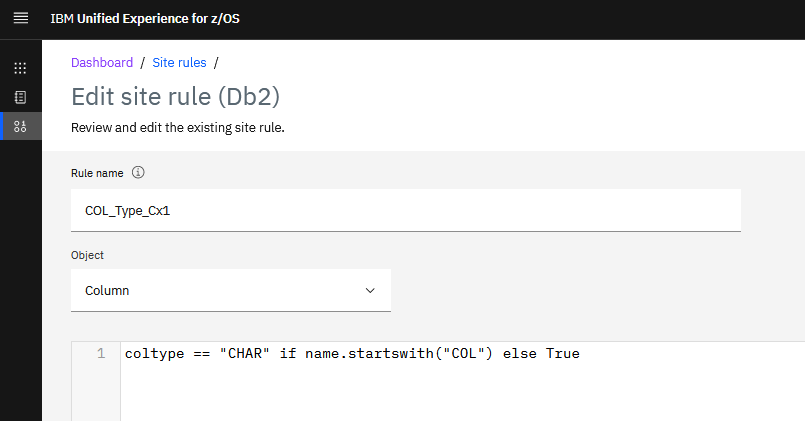 IBM Unified Experience for z/OS
Dashboard / Site rules /
Edit site rule (Db2)
Review and edit the existing site rule.
Rule name
COL_Type_Cx1
Object
Column
1 coltype == "CHAR" if name.startswith("COL") else True